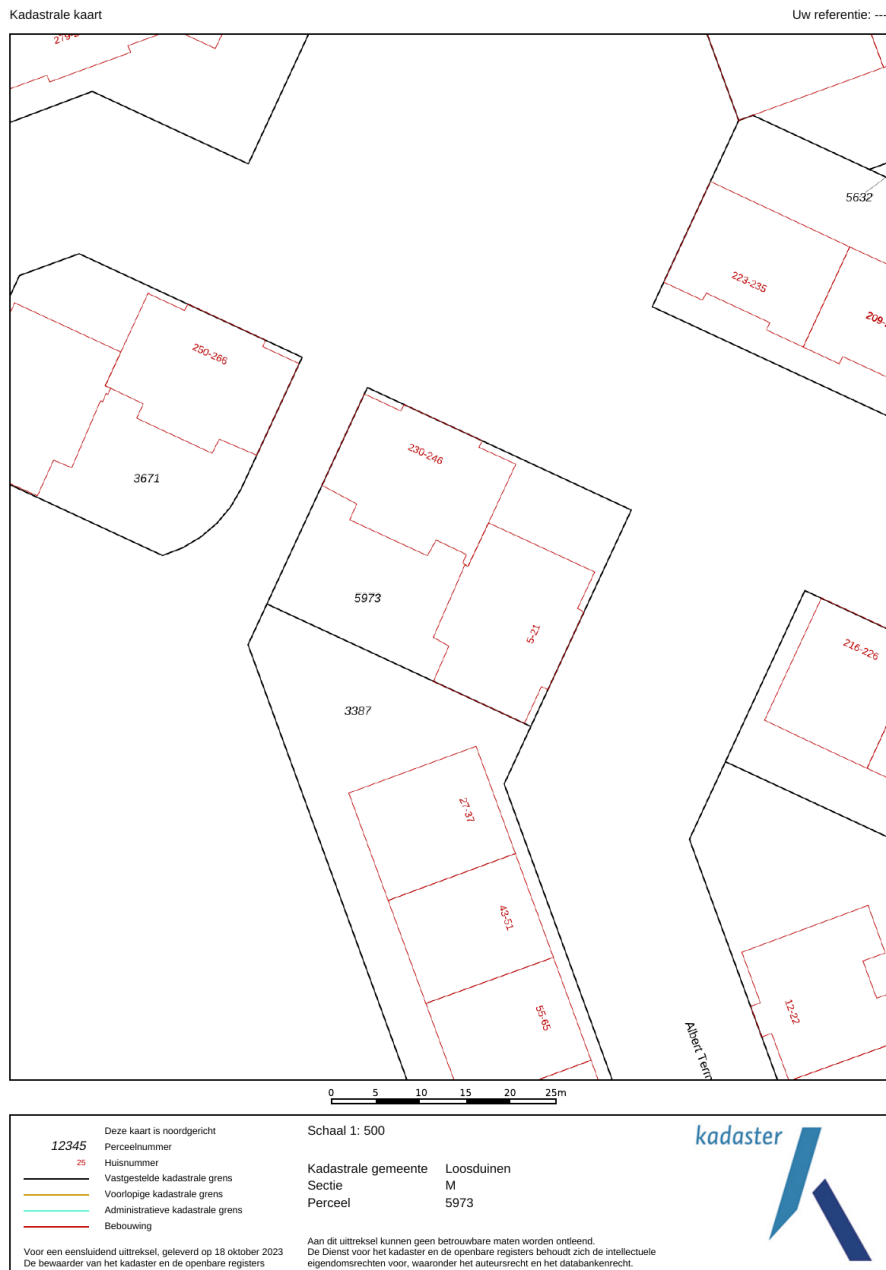 Kadastrale kaart
Uw referentie: ---
5632
223-235
250-266
230-246
3671
5973
5-21
216-226
3387
27-37
43-51
12-22
55-65
Albert
0 5 10 15 20 25m
Deze kaart is noordgericht
12345 Perceelnummer
25 Huisnummer
Vastgestelde kadastrale grens
Voorlopige kadastrale grens
Administratieve kadastrale grens
Bebouwing
Voor een eensluidend uittreksel, geleverd op 18 oktober 2023
De bewaarder van het kadaster en de openbare registers
Schaal 1: 500
Kadastrale gemeente Loosduinen
Sectie M
Perceel 5973
Aan dit uittreksel kunnen geen betrouwbare maten worden ontleend.
De Dienst voor het kadaster en de openbare registers behoudt zich de intellectuele
eigendomsrechten voor, waaronder het auteursrecht en het databankenrecht.
kadaster